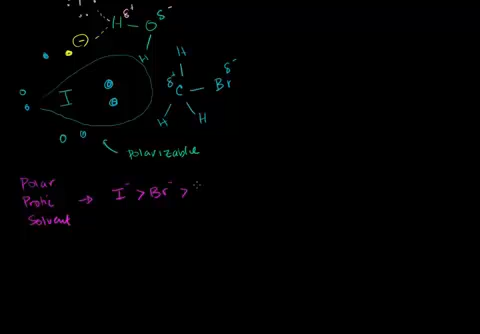 δ+ δ-
H - O
H
H
I
δ+ δ-
C - Br
H H
polarizable
Polar
Protic → I⁻ > Br⁻ >
Solvent